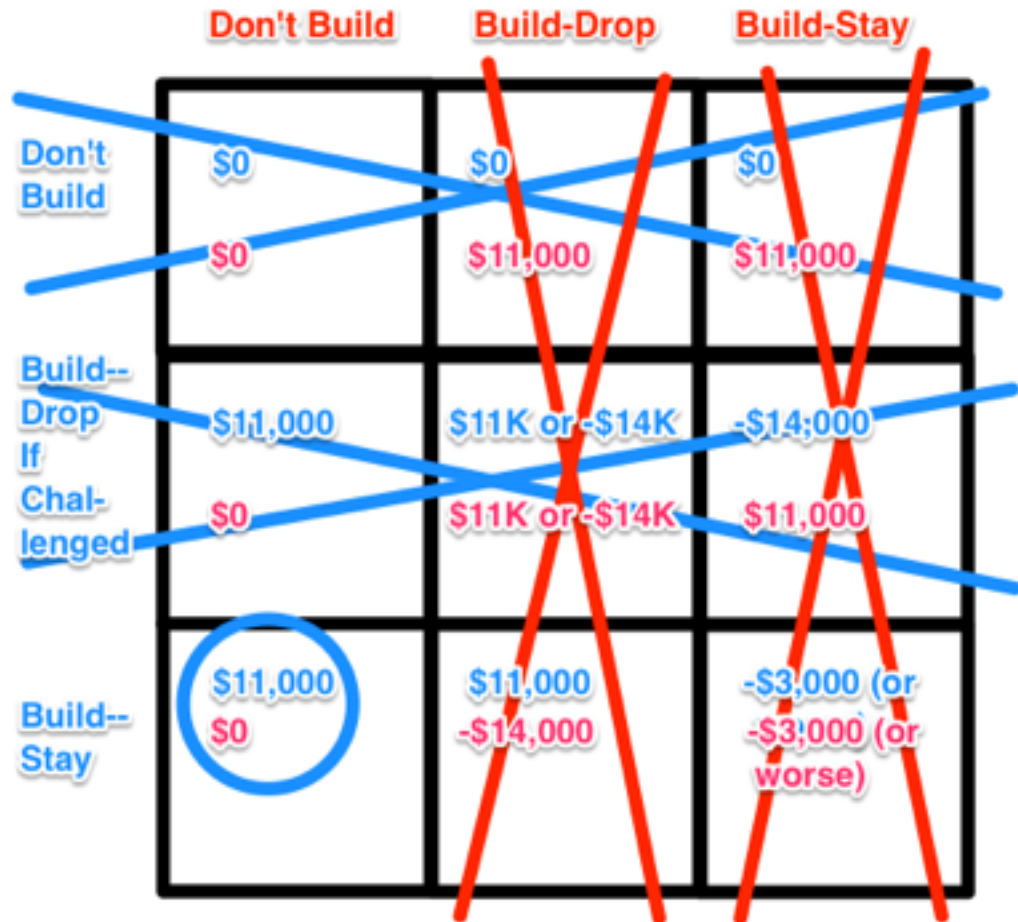 Don't Build Build-Drop Build-Stay
Don't
Build
$0 $0 $0
$0 $11,000 $11,000
Build--
Drop
If
Chal-
lenged
$11,000 $11K or -$14K -$14,000
$0 $11K or -$14K $11,000
Build--
Stay
$11,000 $11,000 -$3,000 (or
$0 -$14,000 -$3,000 (or
worse)